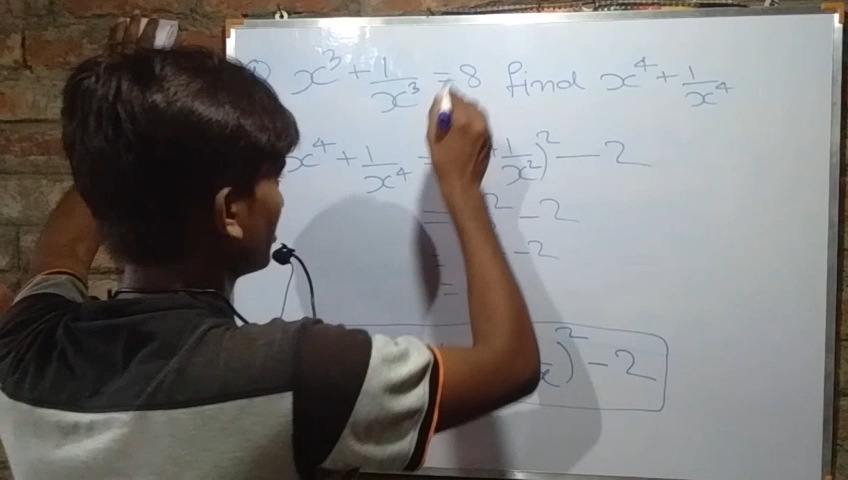 x³ + 1/x³ = 8 find x⁴ + 1/x⁴
x⁴ + 1/x⁴ = + 1/x²)² - 2
= 2 - 2
= - 2
=
)² - 2